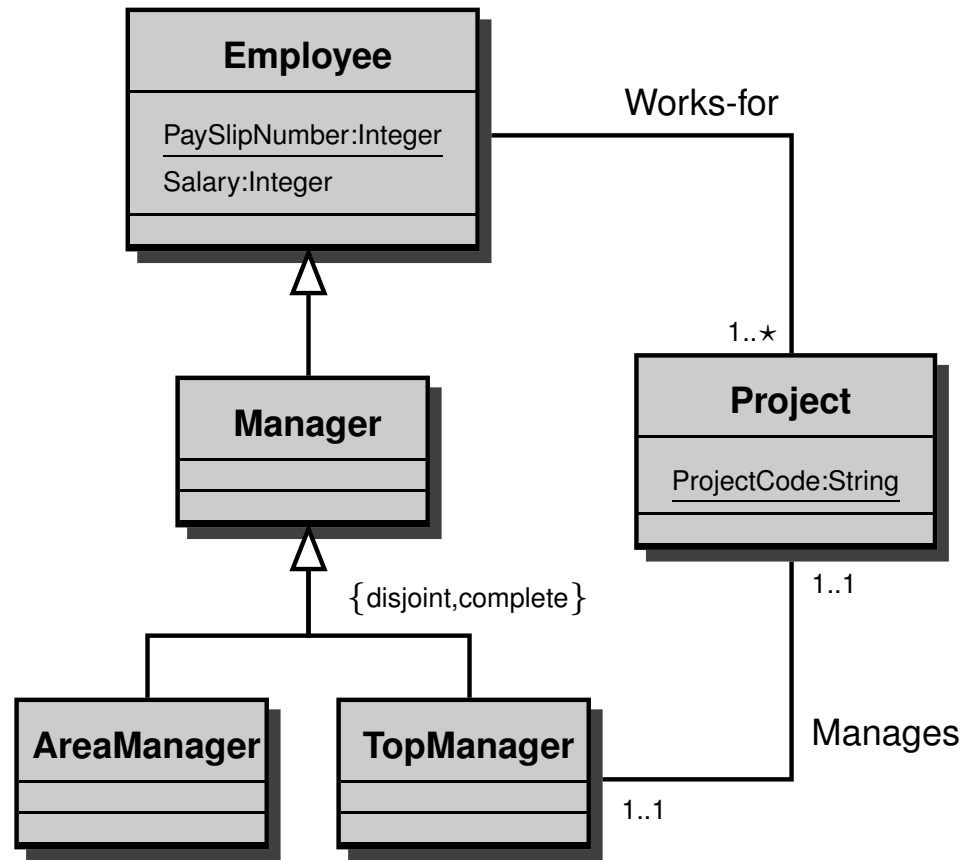 Employee
PaySlipNumber:Integer
Salary:Integer
Works-for
1..⋆
Manager
Project
ProjectCode:String
{disjoint,complete}
1..1
AreaManager
TopManager
Manages
1..1